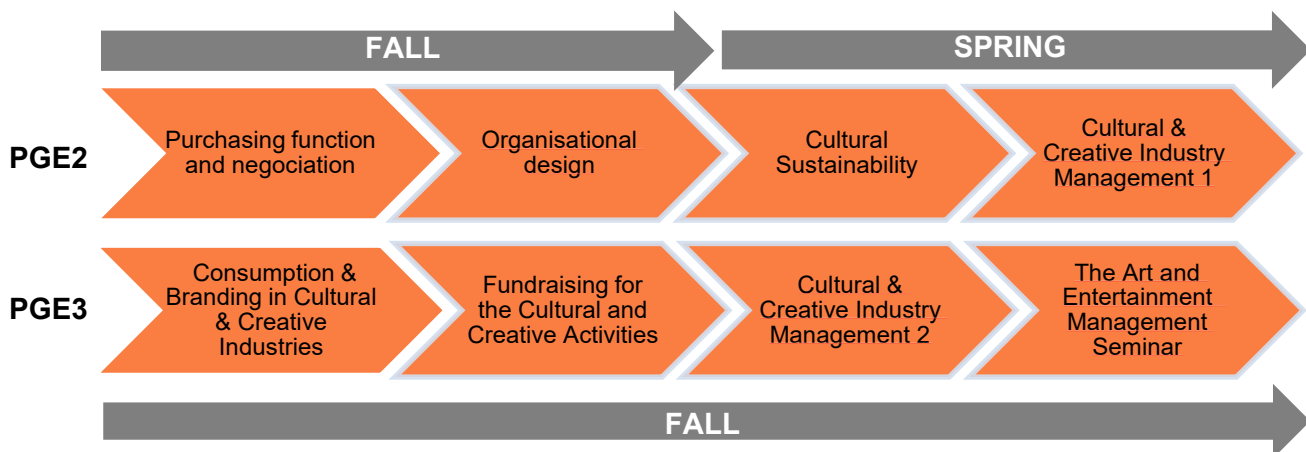 FALL
SPRING
PGE2
Purchasing function
and negociation
Organisational
design
Cultural
Sustainability
Cultural &
Creative Industry
Management 1
PGE3
Consumption &
Branding in Cultural
& Creative
Industries
Fundraising for
the Cultural and
Creative Activities
Cultural &
Creative Industry
Management 2
The Art and
Entertainment
Management
Seminar
FALL